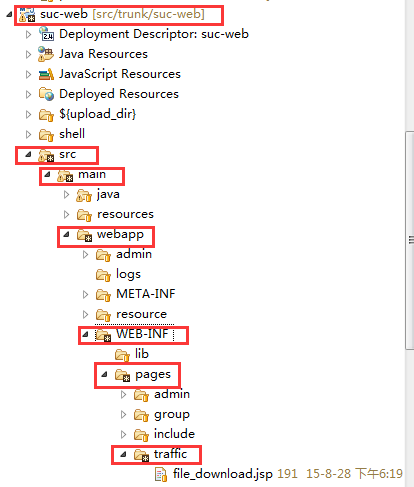 suc-web [src/trunk/suc-web]
Deployment Descriptor: suc-web
Java Resources
JavaScript Resources
Deployed Resources
${upload_dir}
shell
src
main
java
resources
webapp
admin
logs
META-INF
resource
WEB-INF
lib
pages
admin
group
include
traffic
file_download.jsp 191 15-8-28 下午6:19